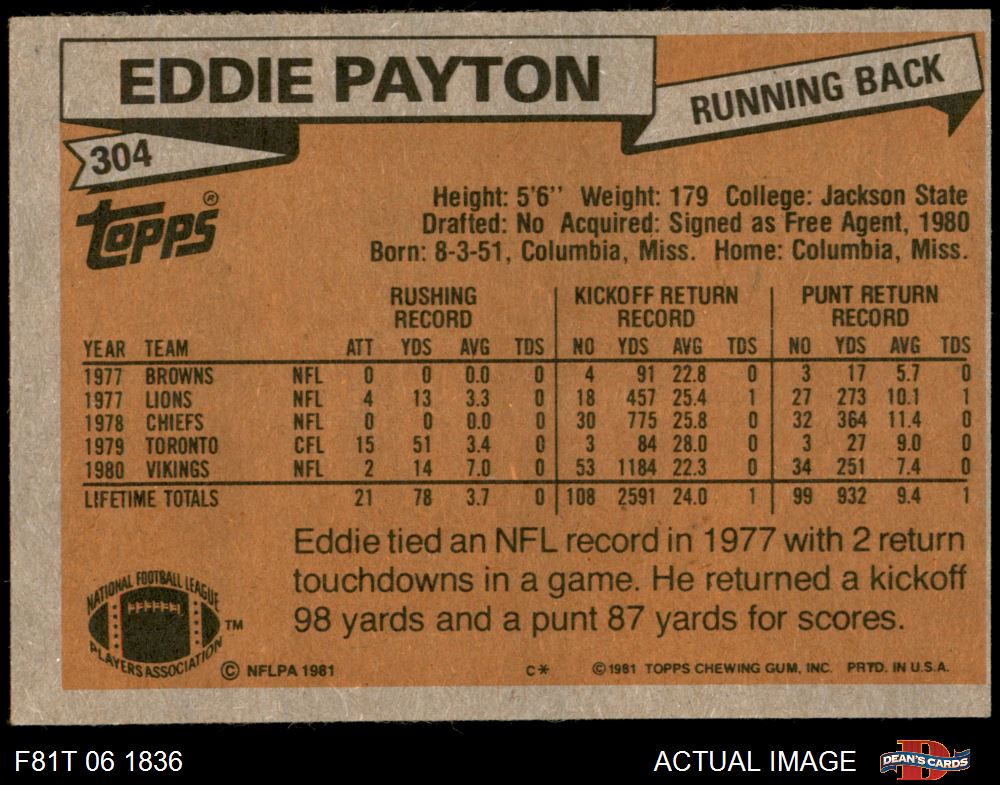 EDDIE PAYTON
RUNNING BACK
304
Topps®
Height: 5'6'' Weight: 179 College: Jackson State
Drafted: No Acquired: Signed as Free Agent, 1980
Born: 8-3-51, Columbia, Miss. Home: Columbia, Miss.
RUSHING RECORD KICKOFF RETURN RECORD PUNT RETURN RECORD
YEAR TEAM ATT YDS AVG TDS NO YDS AVG TDS NO YDS AVG TDS
1977 BROWNS NFL 0 0 0.0 0 4 91 22.8 0 3 17 5.7 0
1977 LIONS NFL 4 13 3.3 0 18 457 25.4 1 27 273 10.1 1
1978 CHIEFS NFL 0 0 0.0 0 30 775 25.8 0 32 364 11.4 0
1979 TORONTO CFL 15 51 3.4 0 3 84 28.0 0 3 27 9.0 0
1980 VIKINGS NFL 2 14 7.0 0 53 1184 22.3 0 34 251 7.4 0
LIFETIME TOTALS 21 78 3.7 0 108 2591 24.0 1 99 932 9.4 1
Eddie tied an NFL record in 1977 with 2 return
touchdowns in a game. He returned a kickoff
98 yards and a punt 87 yards for scores.
NATIONAL FOOTBALL LEAGUE
PLAYERS ASSOCIATION
TM
© NFLPA 1981 C* ©1981 TOPPS CHEWING GUM, INC. PRTD. IN U.S.A.
F81T 06 1836 ACTUAL IMAGE D DEAN'S CARDS